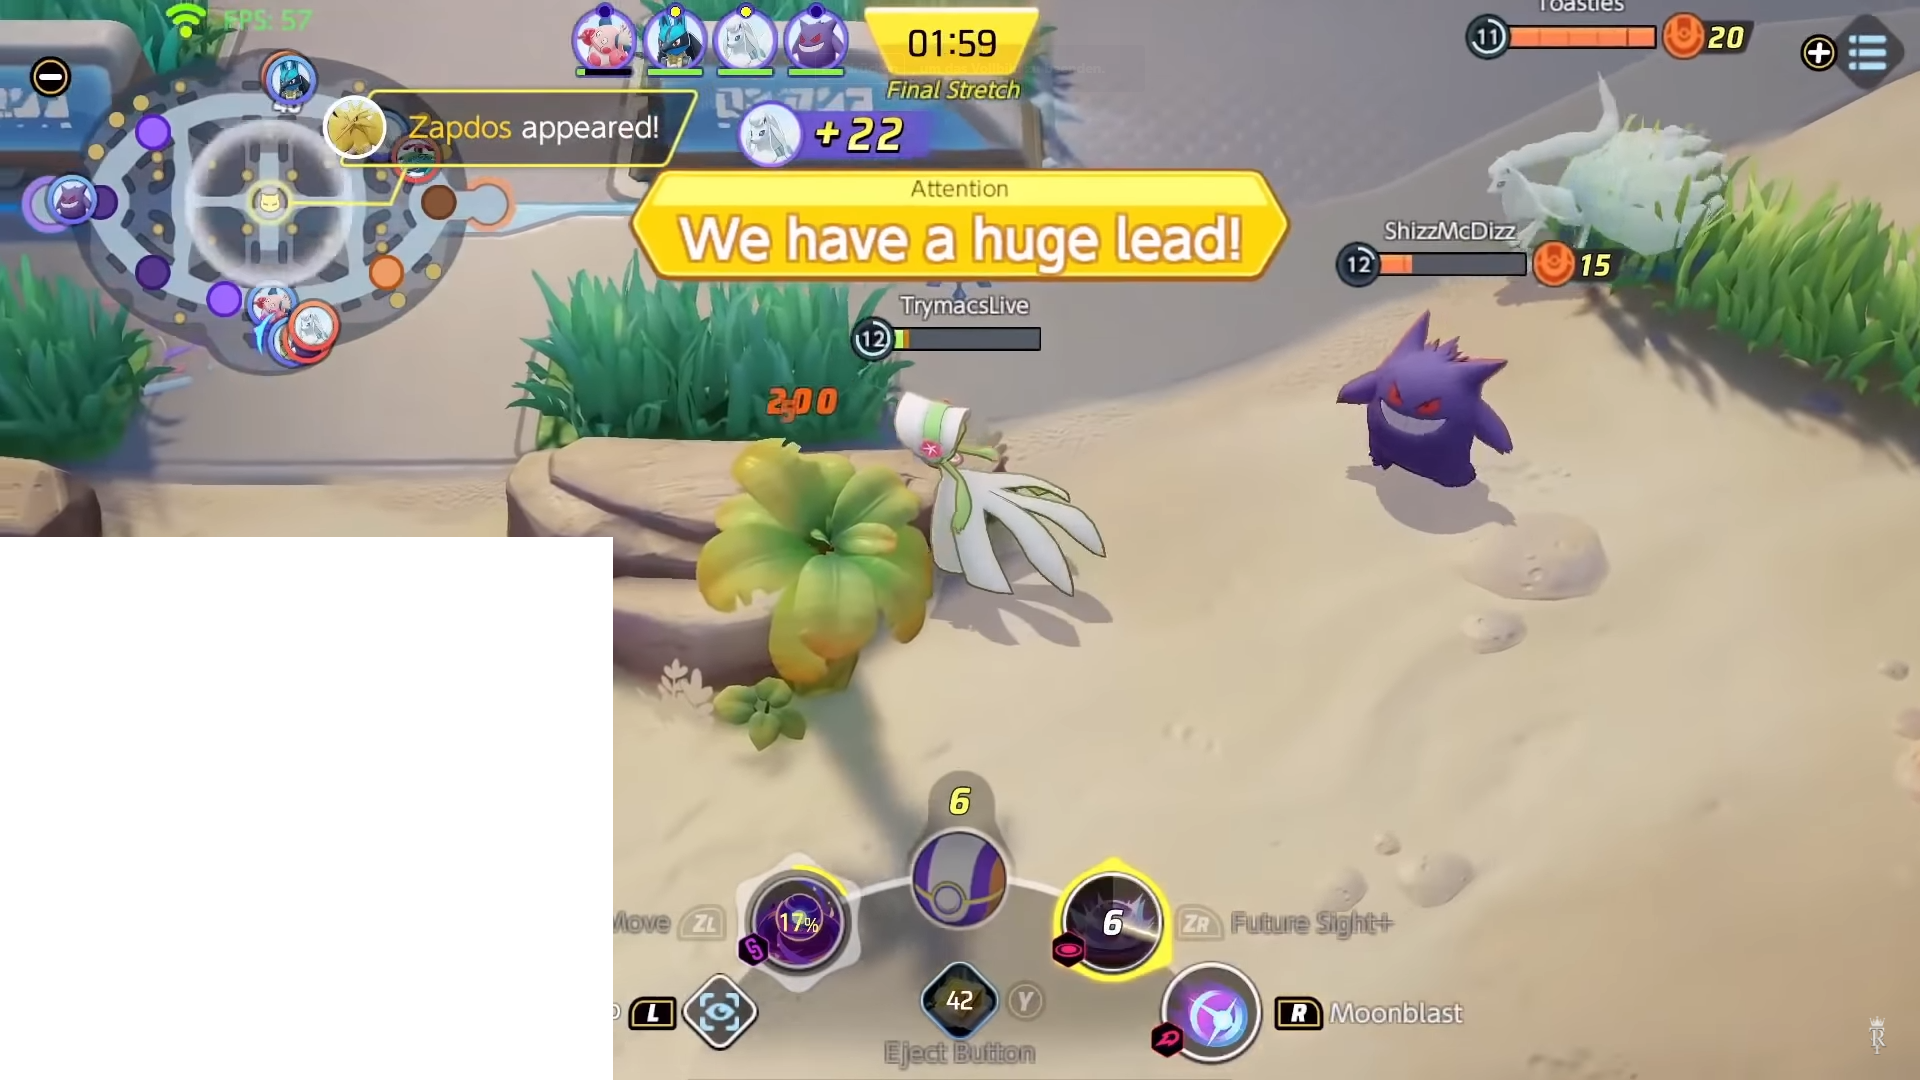 FPS: 57
01:59
Final Stretch
Toasties
11
20
Zapdos appeared!
+22
Attention
We have a huge lead!
ShizzMcDizz
12
15
TrymacsLive
12
200
6
17%
6
Move ZL
ZR Future Sight+
L
42
Y
R Moonblast
Eject Button